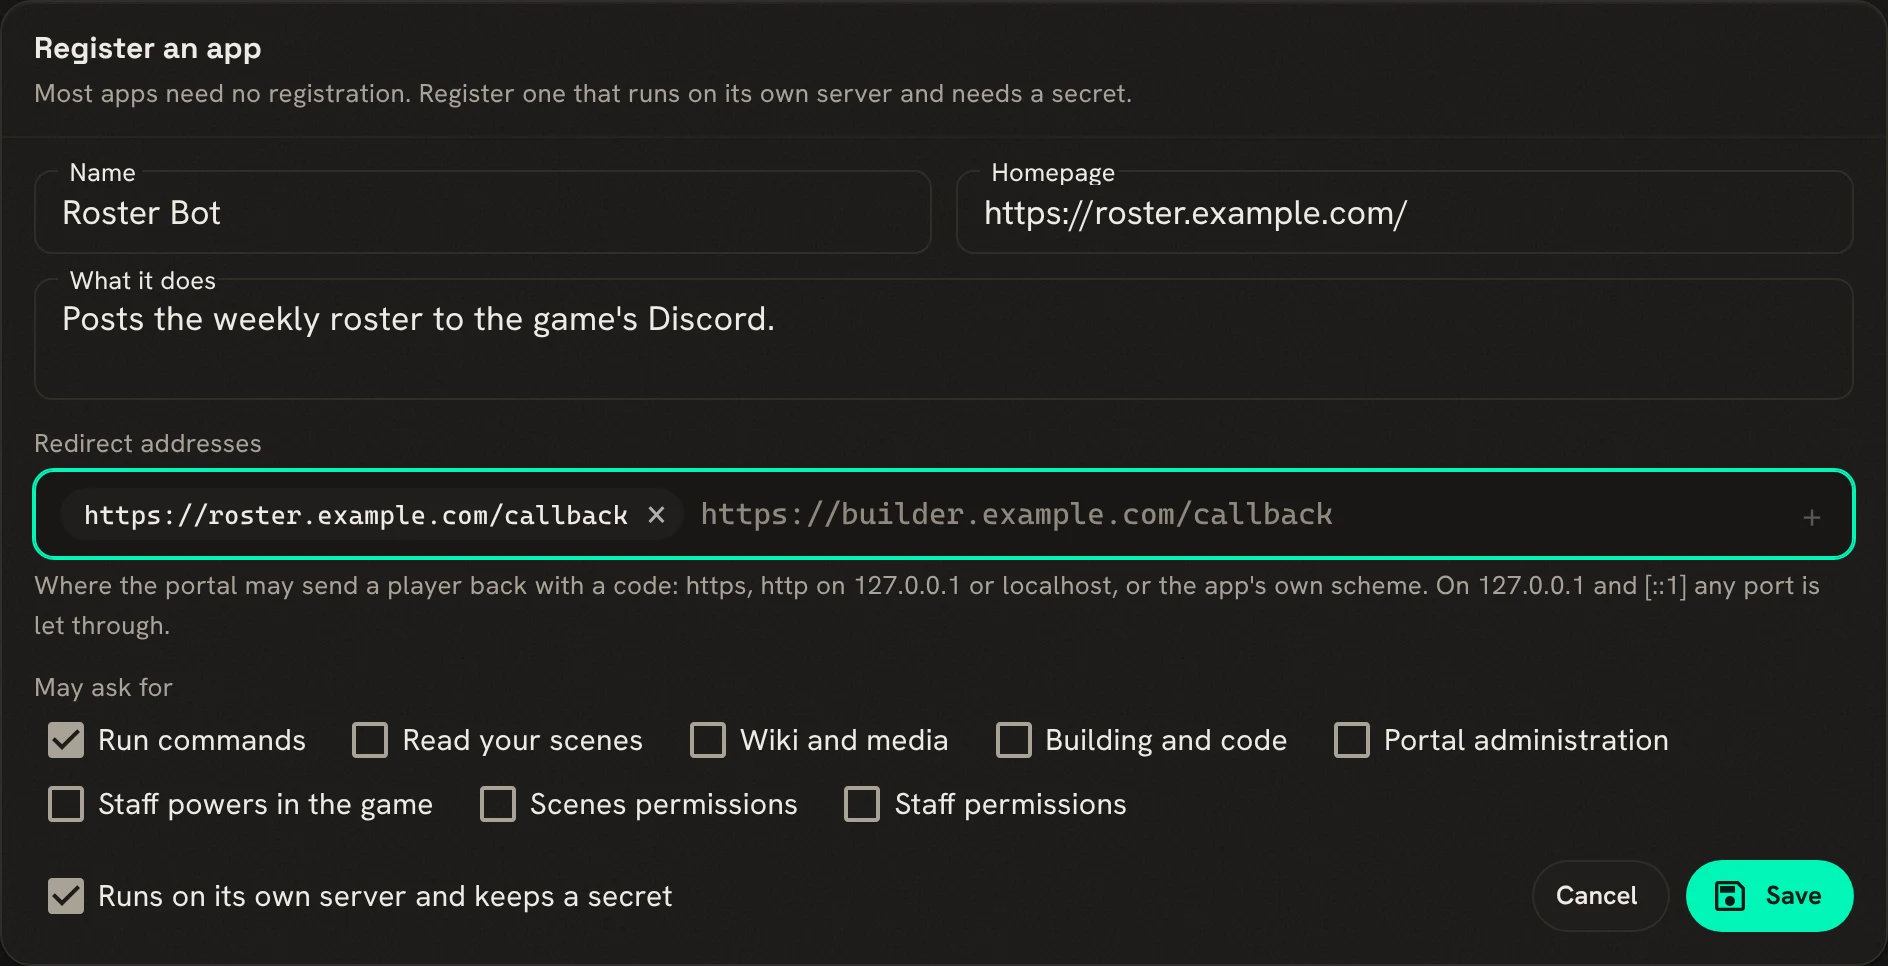 Register an app
Most apps need no registration. Register one that runs on its own server and needs a secret.
Name
Roster Bot
Homepage
https://roster.example.com/
What it does
Posts the weekly roster to the game's Discord.
Redirect addresses
https://roster.example.com/callback × https://builder.example.com/callback +
Where the portal may send a player back with a code: https, http on 127.0.0.1 or localhost, or the app's own scheme. On 127.0.0.1 and [::1] any port is
let through.
May ask for
Run commands Read your scenes Wiki and media Building and code Portal administration
Staff powers in the game Scenes permissions Staff permissions
Runs on its own server and keeps a secret
Cancel Save